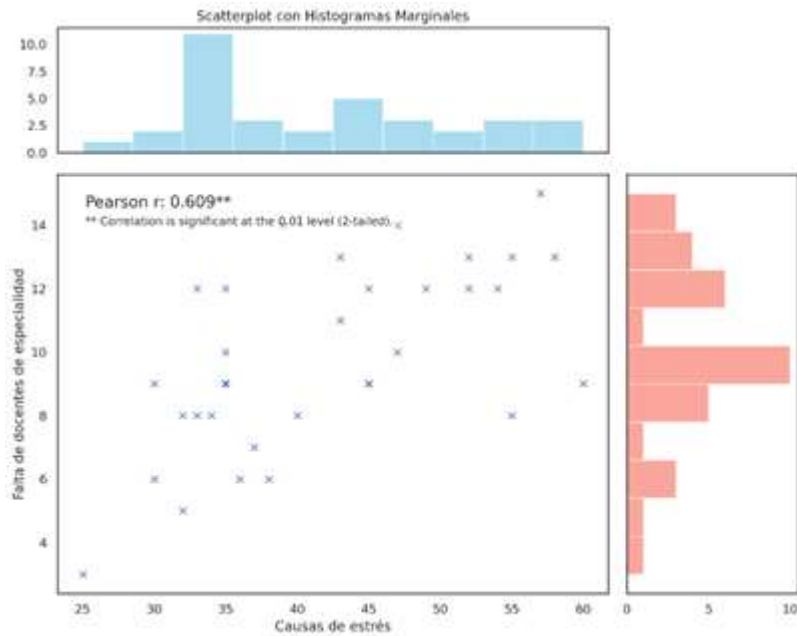 Scatterplot con Histogramas Marginales
10.0
7.5
5.0
2.5
0.0
Pearson r: 0.609**
** Correlation is significant at the 0.01 level (2-tailed).
14
12
10
8
6
4
Falta de docentes de especialidad
25 30 35 40 45 50 55 60
Causas de estrés
0 5 10